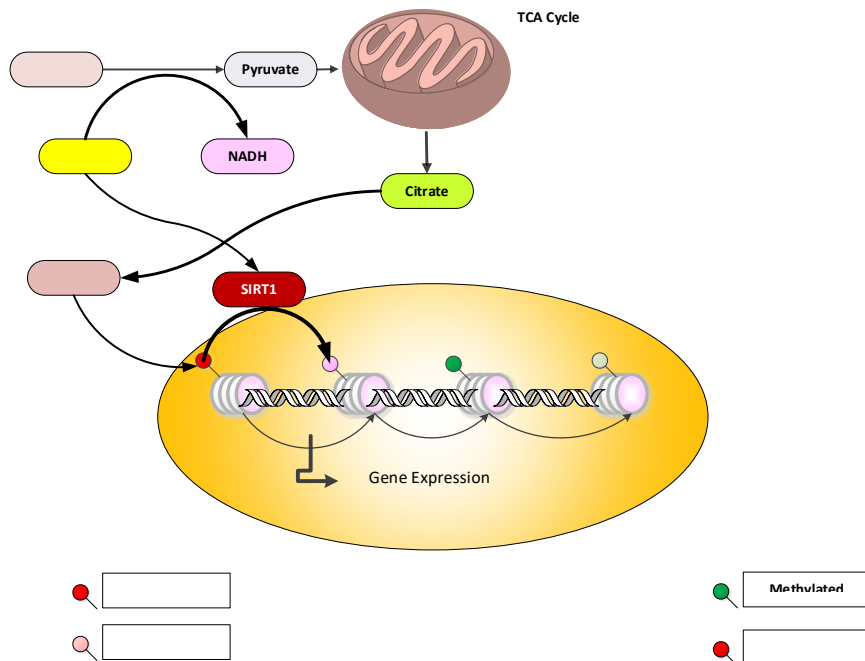 TCA Cycle
Pyruvate
NADH
Citrate
SIRT1
Gene Expression
Methylated